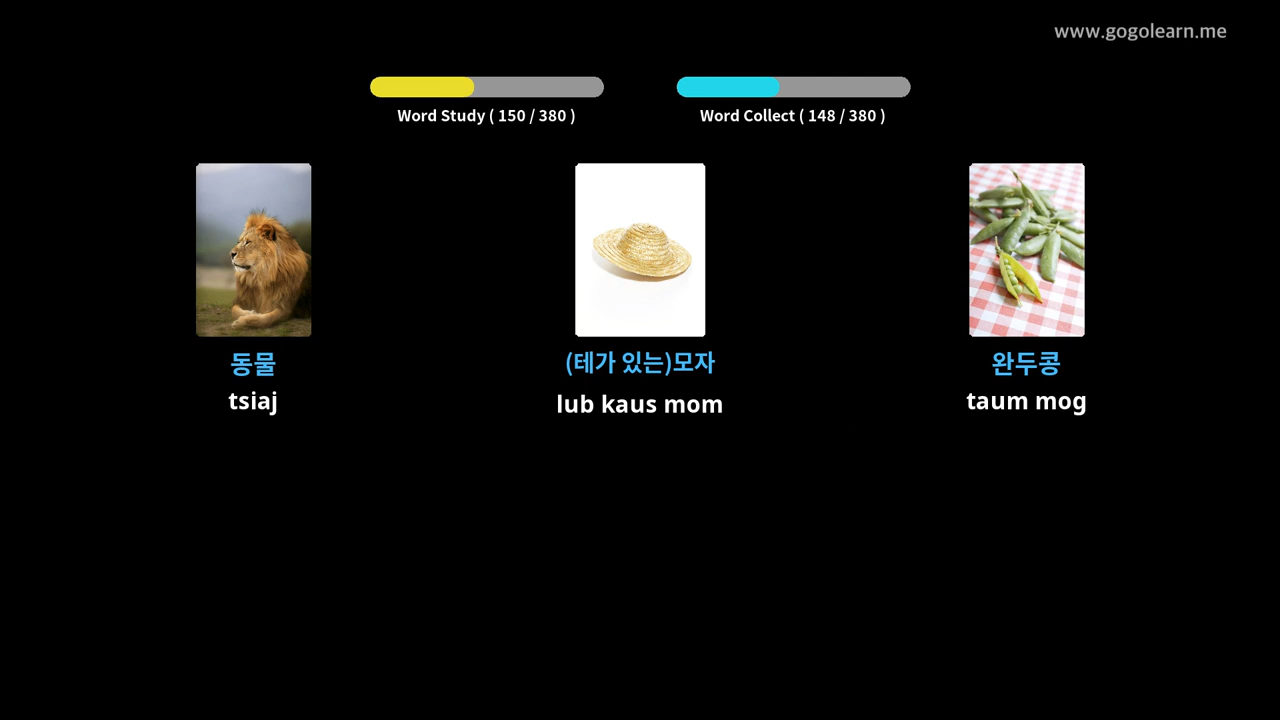 www.gogolearn.me
Word Study ( 150 / 380 )
Word Collect ( 148 / 380 )
동물
tsiaj
(테가 있는)모자
lub kaus mom
완두콩
taum mog